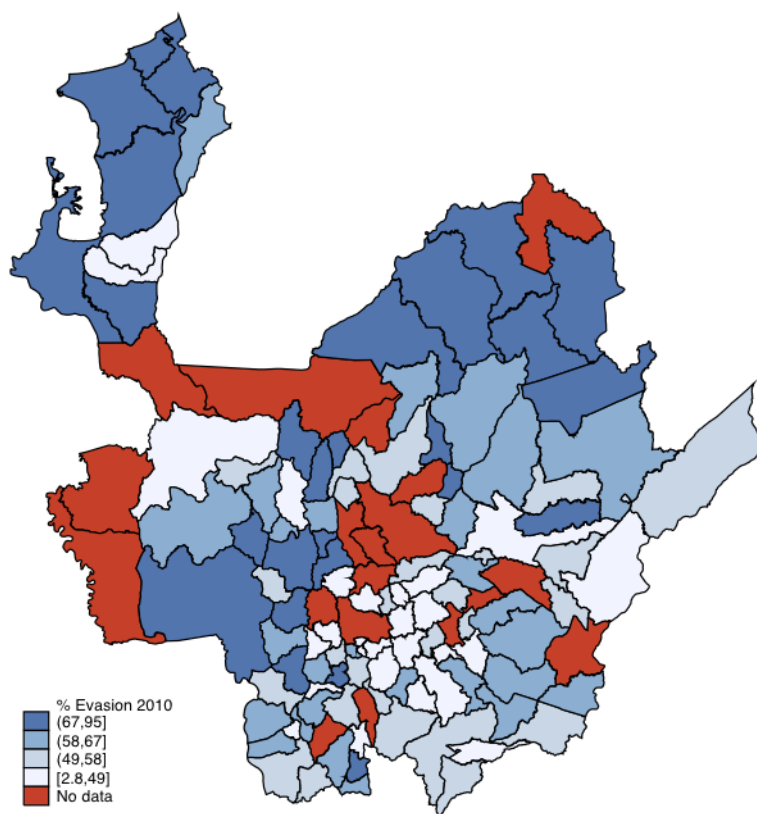 % Evasion 2010
(67,95]
(58,67]
(49,58]
[2.8,49]
No data